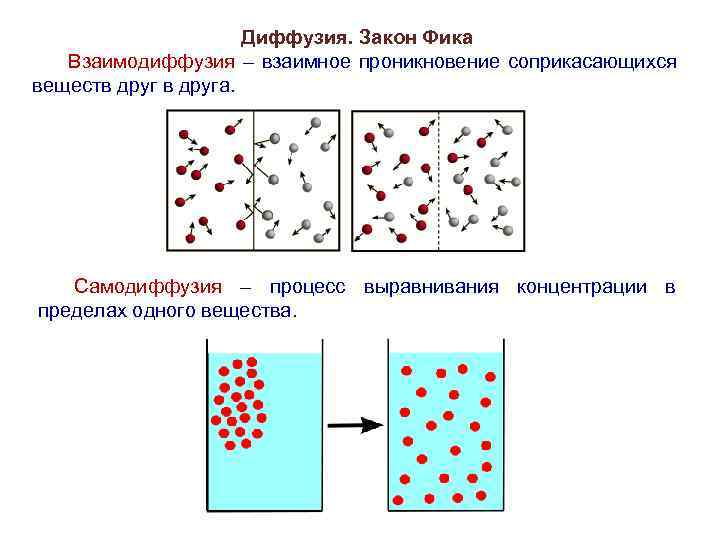 Диффузия. Закон Фика
Взаимодиффузия – взаимное проникновение соприкасающихся
веществ друг в друга.
Самодиффузия – процесс выравнивания концентрации в
пределах одного вещества.